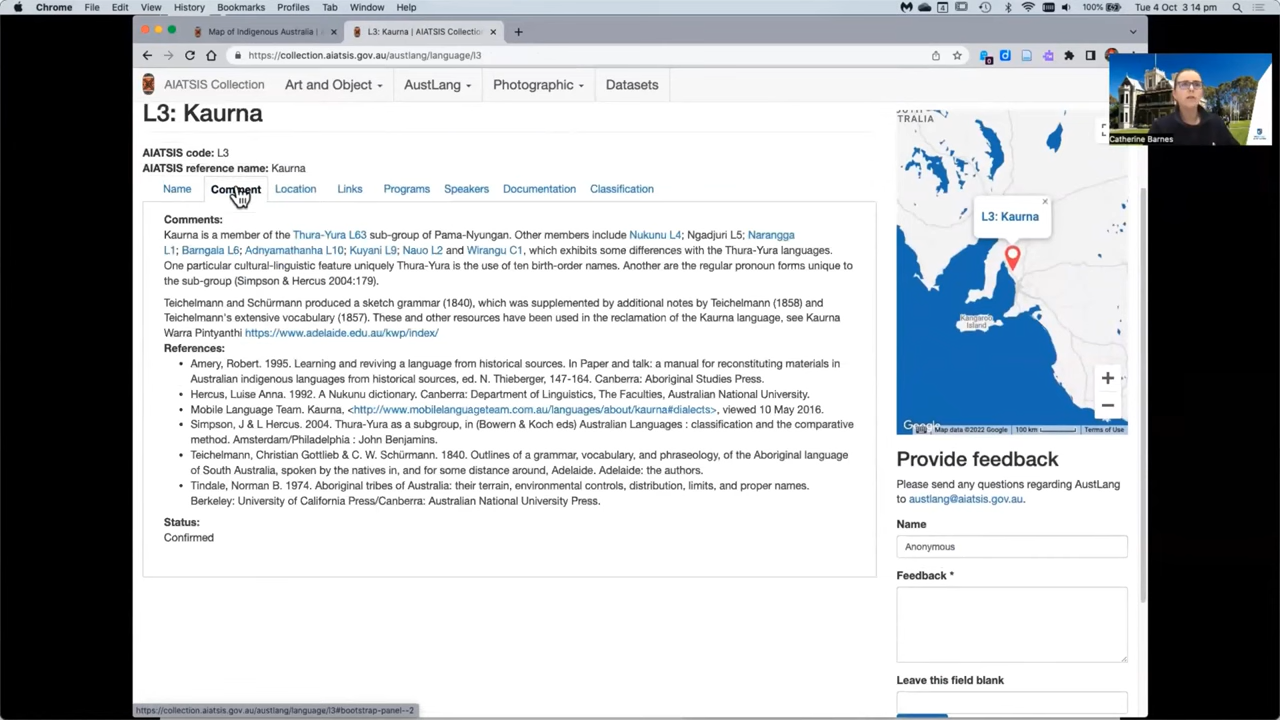 Chrome File Edit View History Bookmarks Profiles Tab Window Help
100% Tue 4 Oct 3:14 pm
Map of Indigenous Australia | × L3: Kaurna | AIATSIS Collection × +
https://collection.aiatsis.gov.au/austlang/language/l3
AIATSIS Collection Art and Object AustLang Photographic Datasets
L3: Kaurna
Catherine Barnes
AIATSIS code: L3
AIATSIS reference name: Kaurna
Name Comment Location Links Programs Speakers Documentation Classification
Comments:
Kaurna is a member of the Thura-Yura L63 sub-group of Pama-Nyungan. Other members include Nukunu L4; Ngadjuri L5; Narangga
L1; Barngala L6; Adnyamathanha L10; Kuyani L9; Nauo L2 and Wirangu C1, which exhibits some differences with the Thura-Yura languages.
One particular cultural-linguistic feature uniquely Thura-Yura is the use of ten birth-order names. Another are the regular pronoun forms unique to
the sub-group (Simpson & Hercus 2004:179).
Teichelmann and Schürmann produced a sketch grammar (1840), which was supplemented by additional notes by Teichelmann (1858) and
Teichelmann's extensive vocabulary (1857). These and other resources have been used in the reclamation of the Kaurna language, see Kaurna
Warra Pintyanthi https://www.adelaide.edu.au/kwp/index/
References:
• Amery, Robert. 1995. Learning and reviving a language from historical sources. In Paper and talk: a manual for reconstituting materials in
Australian indigenous languages from historical sources, ed. N. Thieberger, 147-164. Canberra: Aboriginal Studies Press.
• Hercus, Luise Anna. 1992. A Nukunu dictionary. Canberra: Department of Linguistics, The Faculties, Australian National University.
• Mobile Language Team. Kaurna, <http://www.mobilelanguageteam.com.au/languages/about/kaurna#dialects>, viewed 10 May 2016.
• Simpson, J & L Hercus. 2004. Thura-Yura as a subgroup, in (Bowern & Koch eds) Australian Languages : classification and the comparative
method. Amsterdam/Philadelphia : John Benjamins.
• Teichelmann, Christian Gottlieb & C. W. Schürmann. 1840. Outlines of a grammar, vocabulary, and phraseology, of the Aboriginal language
of South Australia, spoken by the natives in, and for some distance around, Adelaide. Adelaide: the authors.
• Tindale, Norman B. 1974. Aboriginal tribes of Australia: their terrain, environmental controls, distribution, limits, and proper names.
Berkeley: University of California Press/Canberra: Australian National University Press.
Status:
Confirmed
TRALIA
L3: Kaurna
×
Kangaroo
Island
+
−
Google Map data ©2022 Google 100 km Terms of Use
Provide feedback
Please send any questions regarding AustLang
to austlang@aiatsis.gov.au.
Name
Anonymous
Feedback *
Leave this field blank
https://collection.aiatsis.gov.au/austlang/language/l3#bootstrap-panel--2